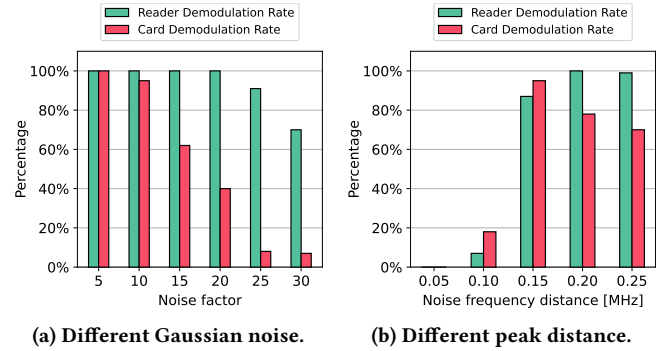 Reader Demodulation Rate
Card Demodulation Rate
100%
80%
60%
40%
20%
0%
Percentage
5 10 15 20 25 30
Noise factor
(a) Different Gaussian noise.
Reader Demodulation Rate
Card Demodulation Rate
100%
80%
60%
40%
20%
0%
Percentage
0.05 0.10 0.15 0.20 0.25
Noise frequency distance [MHz]
(b) Different peak distance.